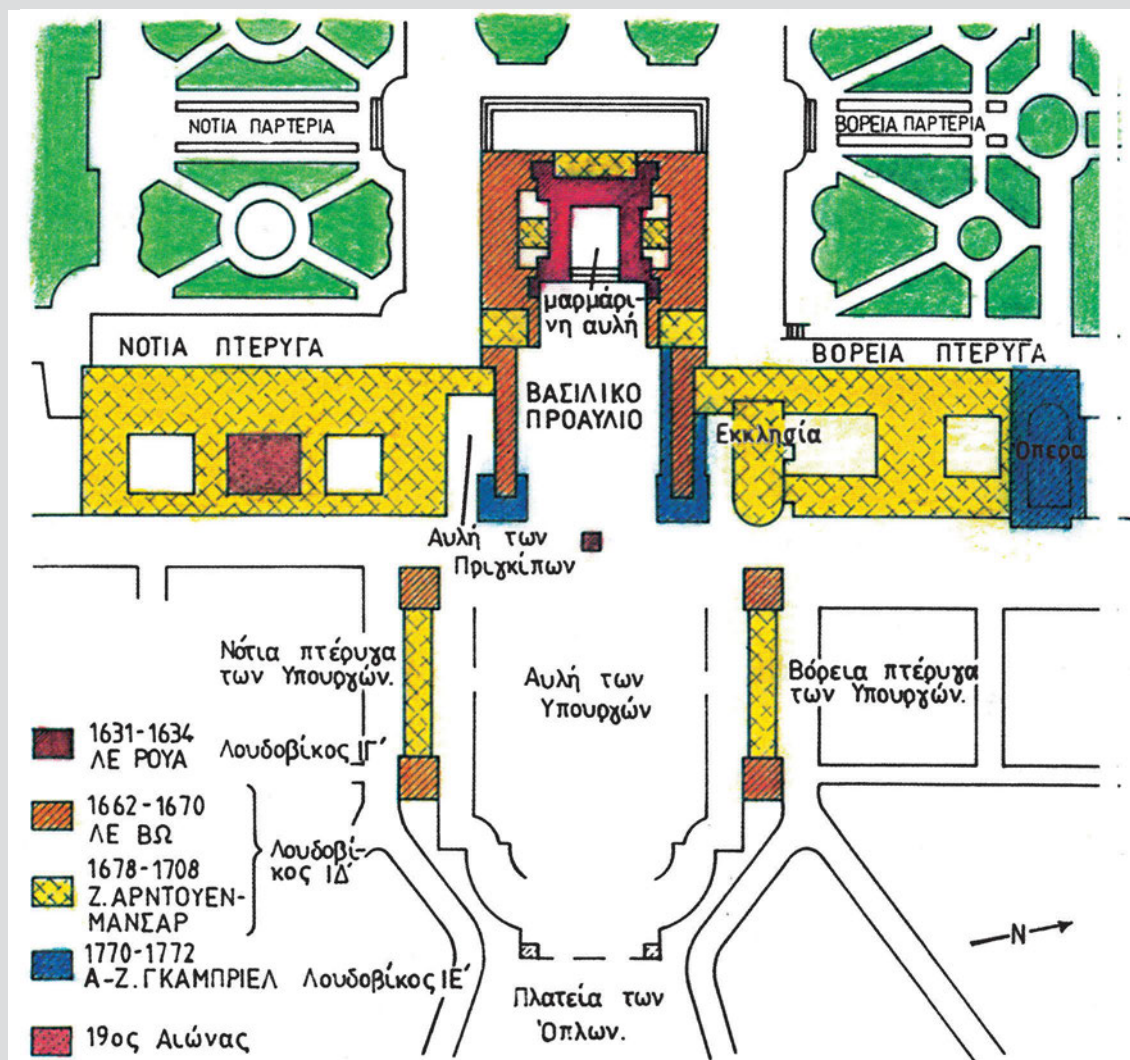 ΝΟΤΙΑ ΠΑΡΤΕΡΙΑ
ΒΟΡΕΙΑ ΠΑΡΤΕΡΙΑ
μαρμάρι-
νη αυλή
ΝΟΤΙΑ ΠΤΕΡΥΓΑ
ΒΟΡΕΙΑ ΠΤΕΡΥΓΑ
ΒΑΣΙΛΙΚΟ
ΠΡΟΑΥΛΙΟ
Εκκλησία
Όπερα
Αυλή των
Πριγκίπων
Νότια πτέρυγα
των Υπουργών.
Αυλή των
Υπουργών
Βόρεια πτέρυγα
των Υπουργών.
1631-1634
ΛΕ ΡΟΥΑ Λουδοβίκος ΙΓ'
1662-1670
ΛΕ ΒΩ
Λουδοβί-
κος ΙΔ'
1678-1708
Ζ. ΑΡΝΤΟΥΕΝ-
ΜΑΝΣΑΡ
1770-1772
Α-Ζ. ΓΚΑΜΠΡΙΕΛ Λουδοβίκος ΙΕ'
19ος Αιώνας
Πλατεία των
Όπλων.
N